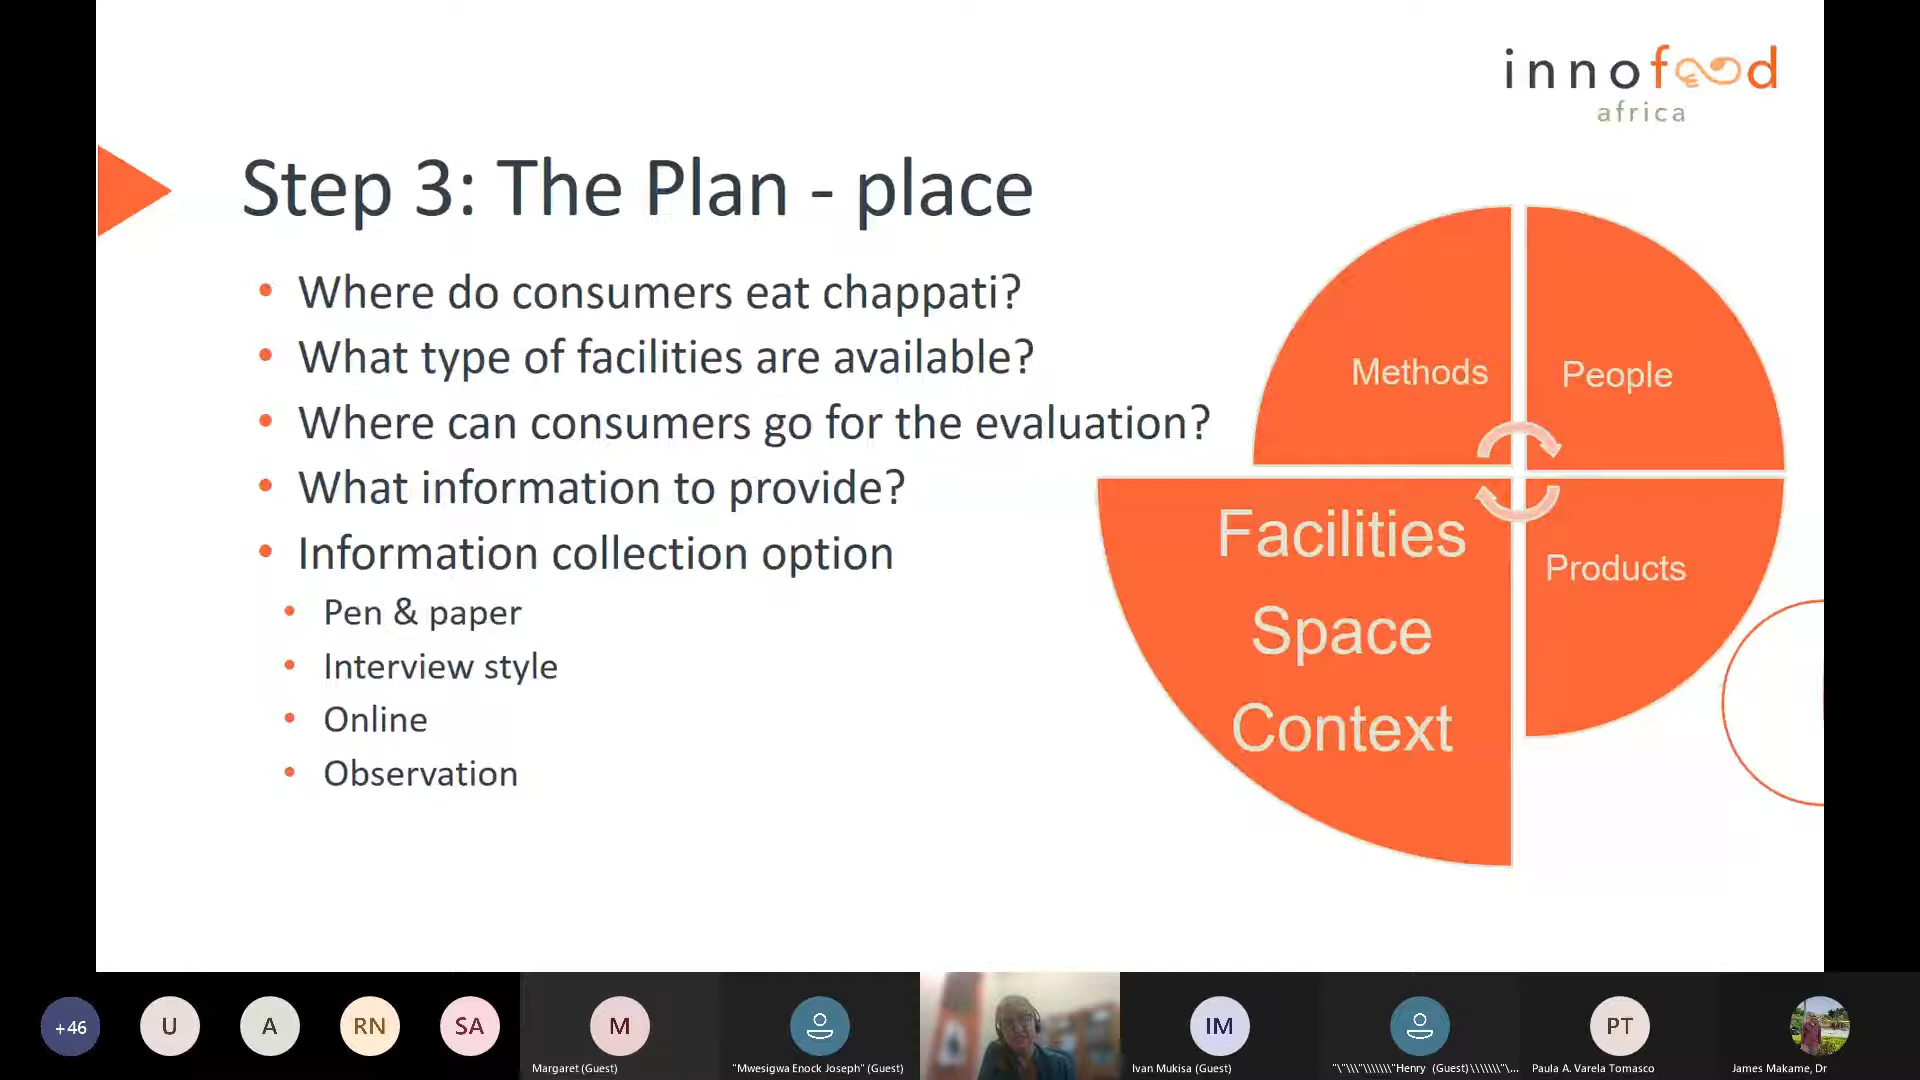 innofood
africa
Step 3: The Plan - place
• Where do consumers eat chappati?
• What type of facilities are available?
• Where can consumers go for the evaluation?
• What information to provide?
• Information collection option
• Pen & paper
• Interview style
• Online
• Observation
Methods
People
Facilities
Space
Context
Products
+46
U
A
RN
SA
M
IM
PT
Margaret (Guest)
"Mwesigwa Enock Joseph" (Guest)
Ivan Mukisa (Guest)
"\"\\\"\\\\\\\"Henry (Guest)\\\\\\\"\...
Paula A. Varela Tomasco
James Makame, Dr